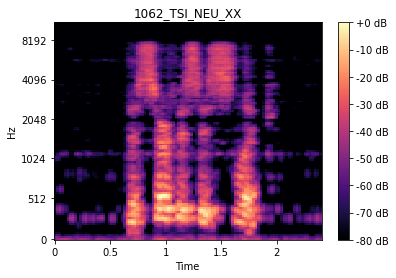 1062_TSI_NEU_XX
+0 dB
8192
-10 dB
4096
-20 dB
-30 dB
2048
Hz
-40 dB
1024
-50 dB
512
-60 dB
-70 dB
0
-80 dB
0
0.5
1
1.5
2
Time